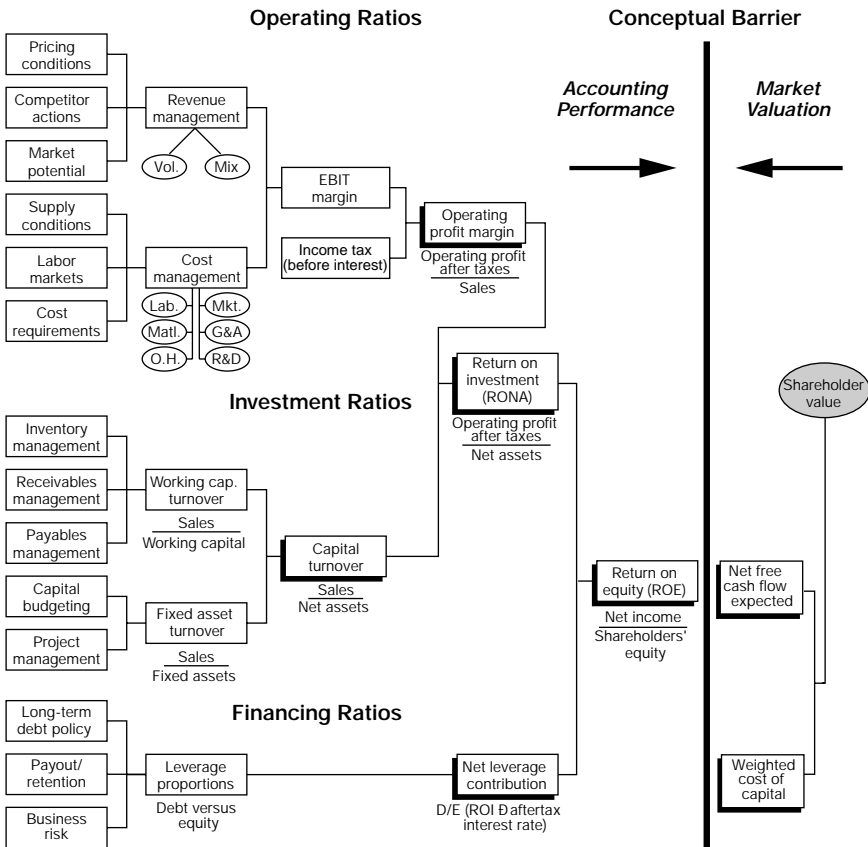 Operating Ratios
Conceptual Barrier
Accounting
Performance
Market
Valuation
Pricing
conditions
Competitor
actions
Market
potential
Revenue
management
Vol.
Mix
Supply
conditions
Labor
markets
Cost
requirements
Cost
management
Lab.
Mkt.
Matl.
G&A
O.H.
R&D
EBIT
margin
Income tax
(before interest)
Operating
profit margin
Operating profit
after taxes
Sales
Investment Ratios
Inventory
management
Receivables
management
Payables
management
Working cap.
turnover
Sales
Working capital
Capital
budgeting
Project
management
Fixed asset
turnover
Sales
Fixed assets
Capital
turnover
Sales
Net assets
Return on
investment
(RONA)
Operating profit
after taxes
Net assets
Return on
equity (ROE)
Net income
Shareholders'
equity
Financing Ratios
Long-term
debt policy
Payout/
retention
Business
risk
Leverage
proportions
Debt versus
equity
Net leverage
contribution
D/E (ROI Ðaftertax
interest rate)
Shareholder
value
Net free
cash flow
expected
Weighted
cost of
capital